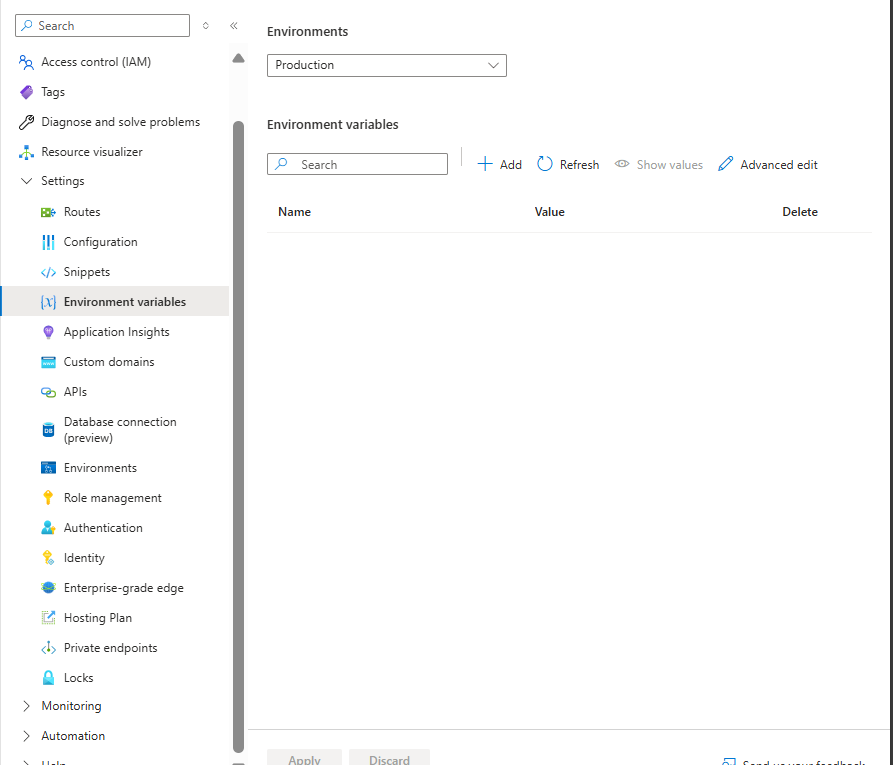 Search
Access control (IAM)
Tags
Diagnose and solve problems
Resource visualizer
Settings
Routes
Configuration
Snippets
Environment variables
Application Insights
Custom domains
APIs
Database connection
(preview)
Environments
Role management
Authentication
Identity
Enterprise-grade edge
Hosting Plan
Private endpoints
Locks
Monitoring
Automation
Help
Environments
Production
Environment variables
Search Add Refresh Show values Advanced edit
Name Value Delete
Apply Discard Send us your feedback